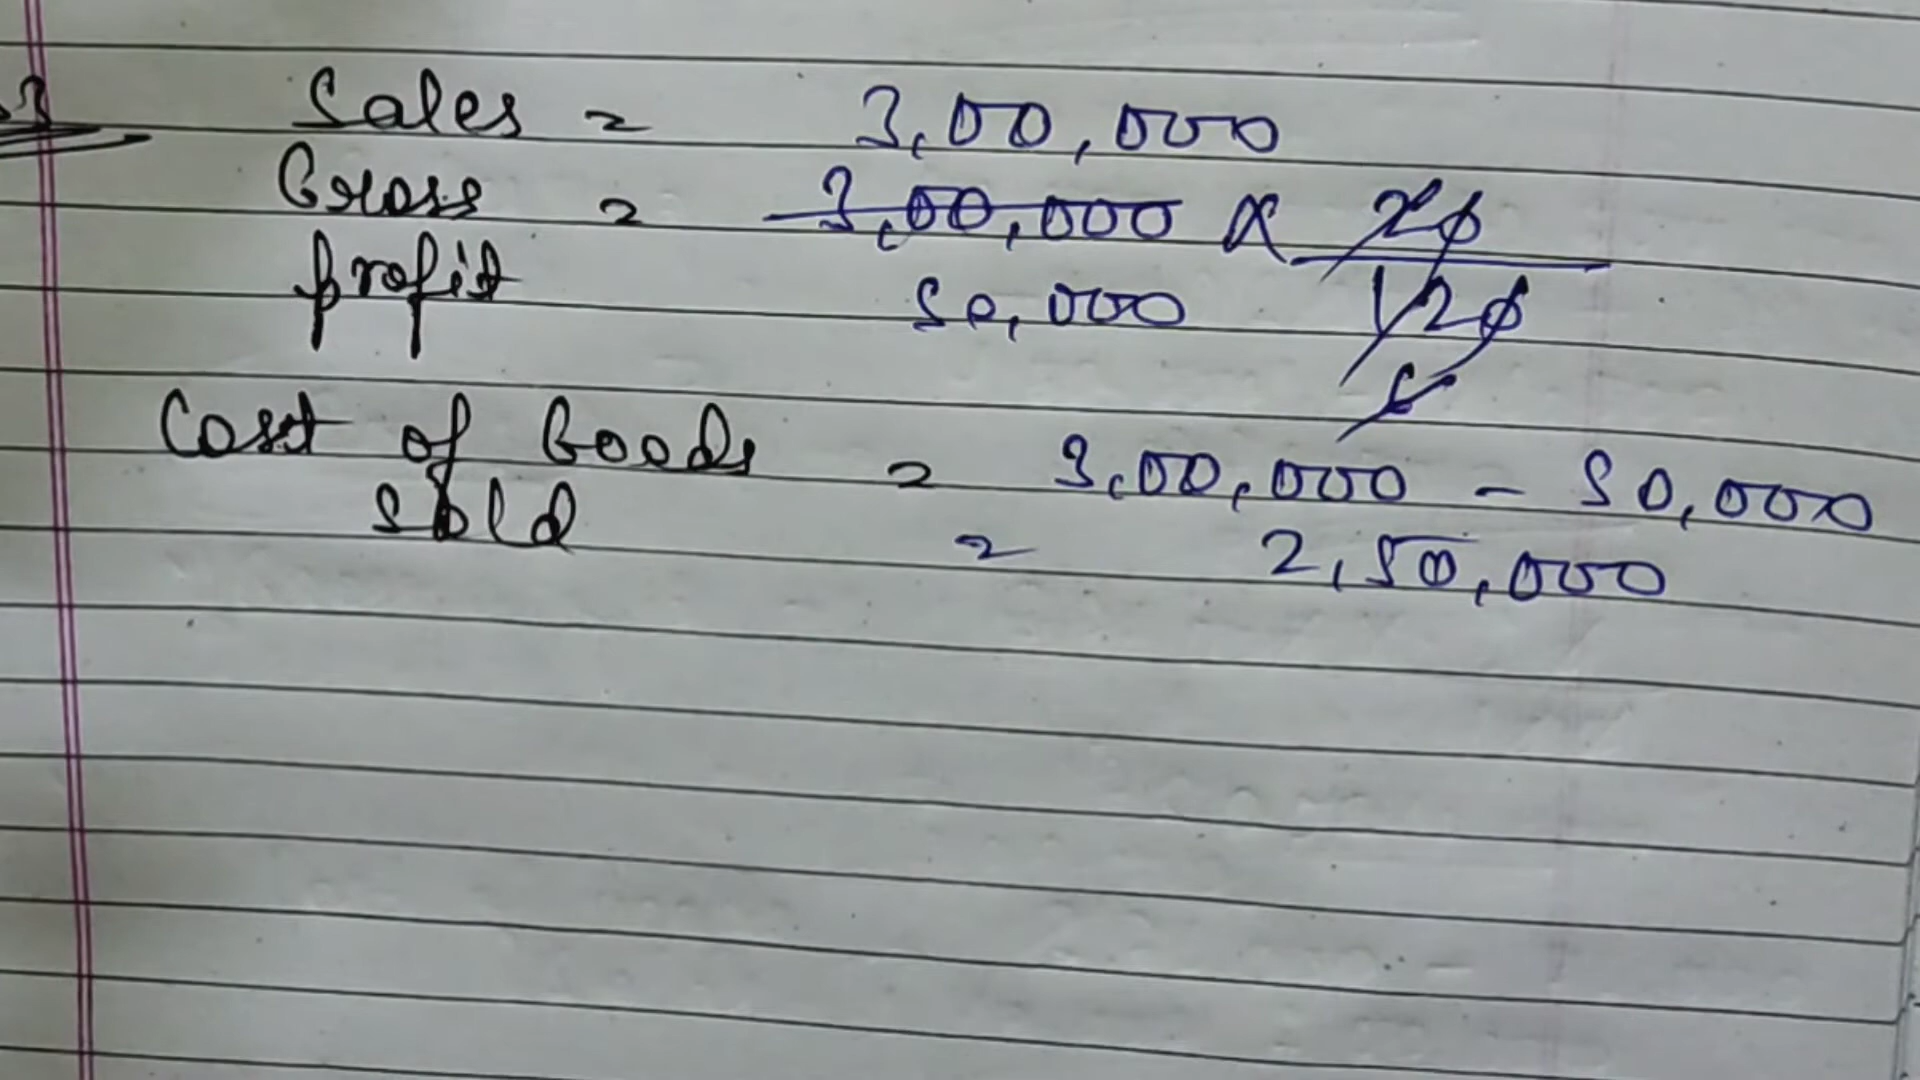 Sales = 3,00,000
Gross profit = 3,00,000 x 20/120
50,000
6
Cost of Goods sold = 3,00,000 - 50,000
= 2,50,000